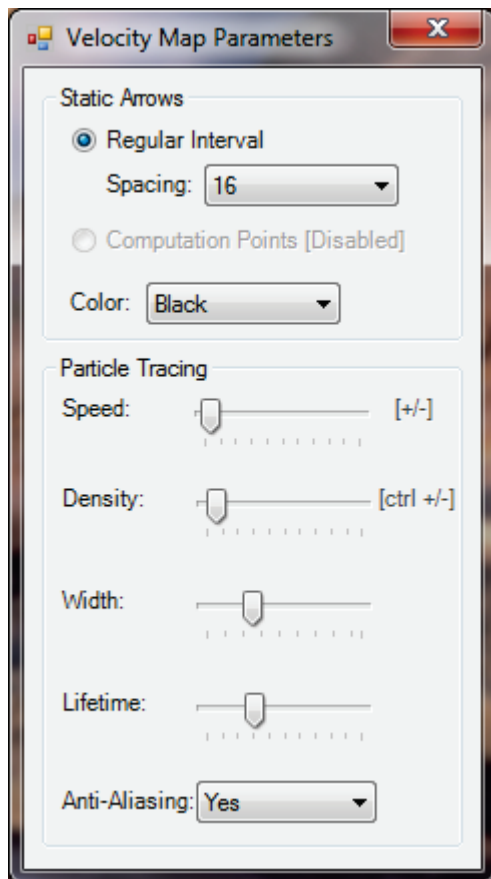 Velocity Map Parameters
Static Arrows
Regular Interval
Spacing: 16
Computation Points [Disabled]
Color: Black
Particle Tracing
Speed: [+/-]
Density: [ctrl +/-]
Width:
Lifetime:
Anti-Aliasing: Yes